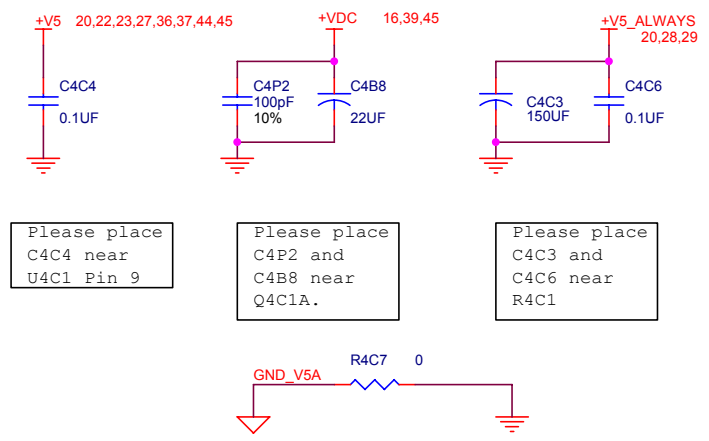 +V5 20,22,23,27,36,37,44,45
+VDC 16,39,45
+V5_ALWAYS
20,28,29
C4C4
0.1UF
C4P2
100pF
10%
C4B8
22UF
C4C3
150UF
C4C6
0.1UF
Please place
C4C4 near
U4C1 Pin 9
Please place
C4P2 and
C4B8 near
Q4C1A.
Please place
C4C3 and
C4C6 near
R4C1
R4C7 0
GND_V5A